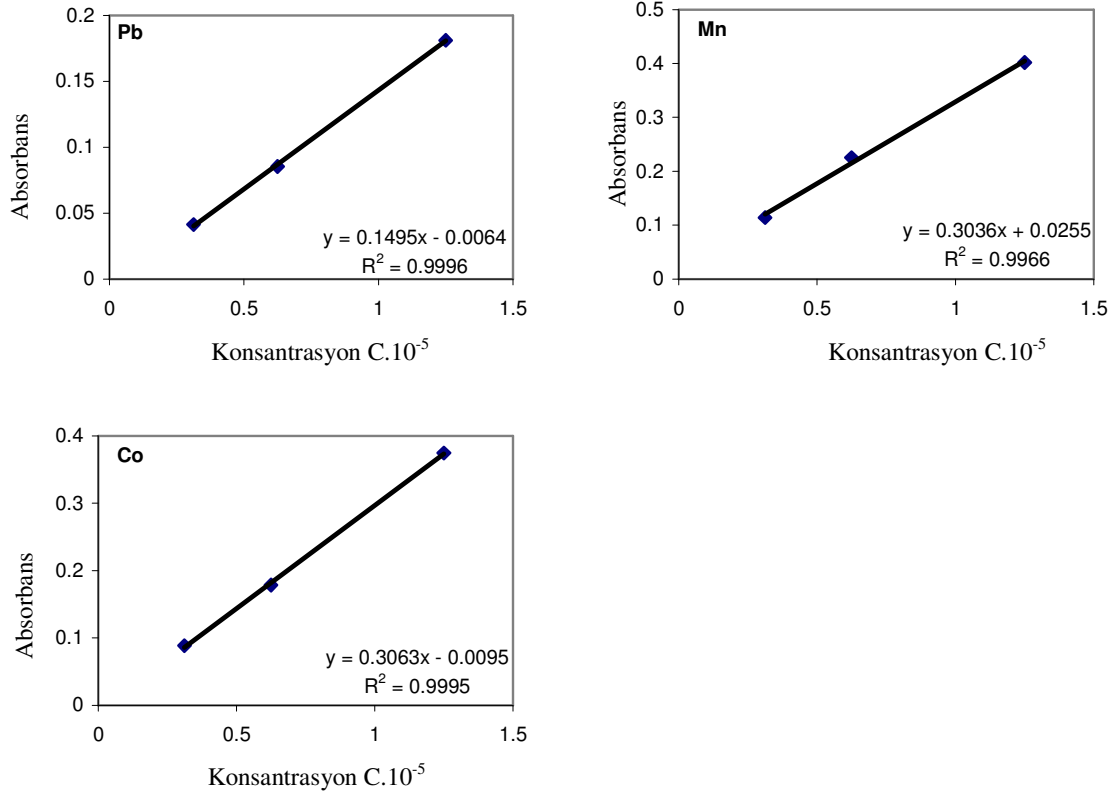 Pb
0.2
0.15
0.1
0.05
0
Absorbans
y = 0.1495x - 0.0064
R² = 0.9996
0 0.5 1 1.5
Konsantrasyon C.10⁻⁵
Mn
0.5
0.4
0.3
0.2
0.1
0
Absorbans
y = 0.3036x + 0.0255
R² = 0.9966
0 0.5 1 1.5
Konsantrasyon C.10⁻⁵
Co
0.4
0.3
0.2
0.1
0
Absorbans
y = 0.3063x - 0.0095
R² = 0.9995
0 0.5 1 1.5
Konsantrasyon C.10⁻⁵